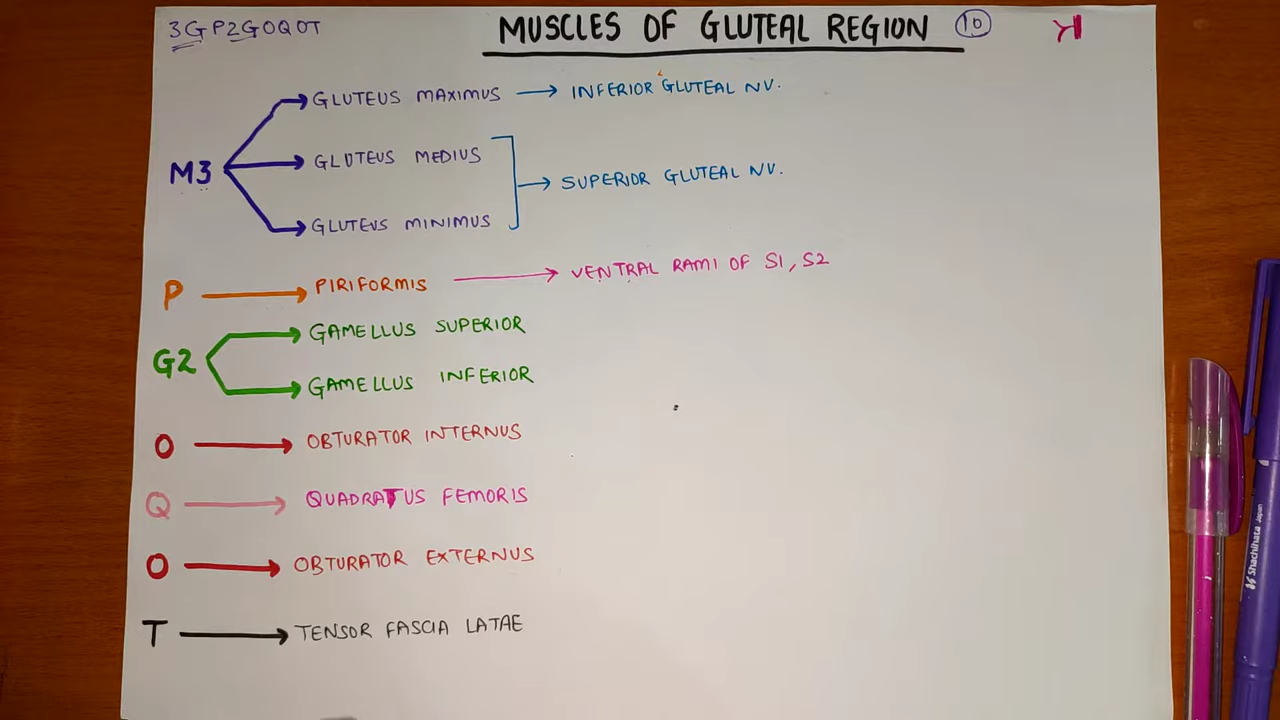 3GP2GOQOT
MUSCLES OF GLUTEAL REGION 10
M3
GLUTEUS MAXIMUS → INFERIOR GLUTEAL NV.
GLUTEUS MEDIUS
GLUTEUS MINIMUS
SUPERIOR GLUTEAL NV.
P → PIRIFORMIS → VENTRAL RAMI OF S1, S2
G2
GAMELLUS SUPERIOR
GAMELLUS INFERIOR
O → OBTURATOR INTERNUS
Q → QUADRATUS FEMORIS
O → OBTURATOR EXTERNUS
T → TENSOR FASCIA LATAE
Shachihata Japan